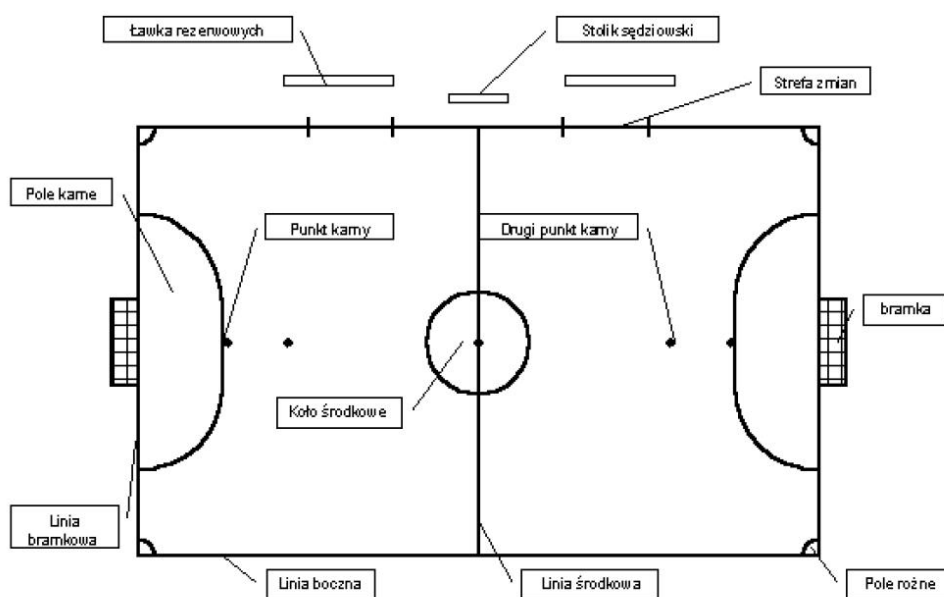 Ławka rezerwowych
Stolik sędziowski
Strefa zmian
Pole karne
Punkt karny
Drugi punkt karny
bramka
Koło środkowe
Linia
bramkowa
Linia boczna
Linia środkowa
Pole rożne